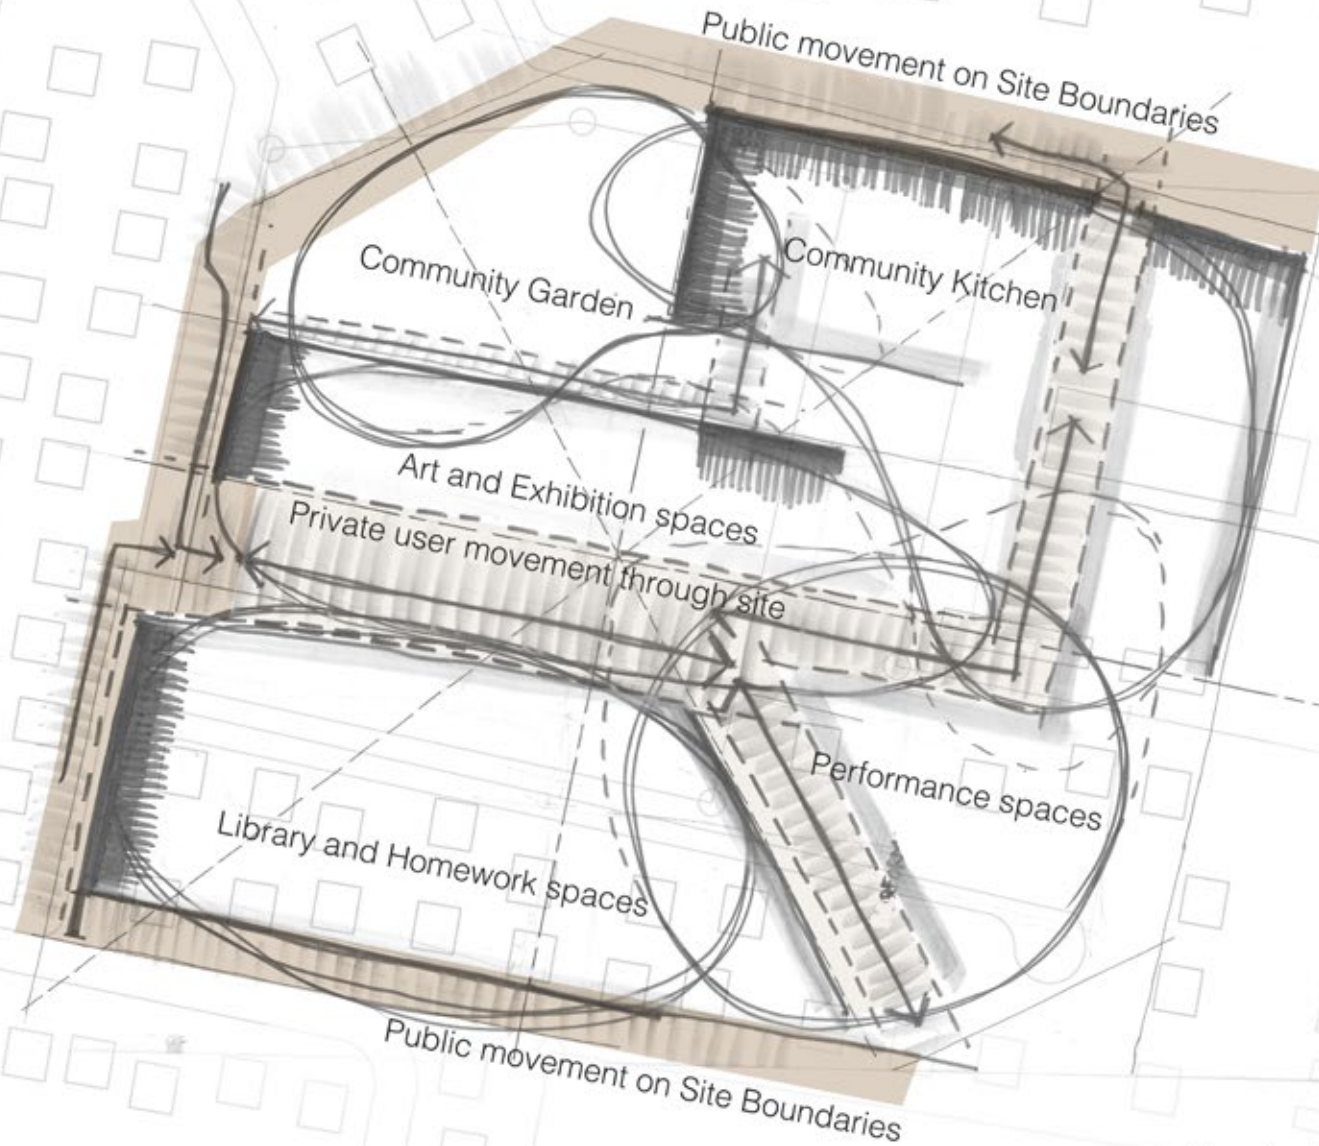 Public movement on Site Boundaries
Community Garden
Community Kitchen
Art and Exhibition spaces
Private user movement through site
Performance spaces
Library and Homework spaces
Public movement on Site Boundaries